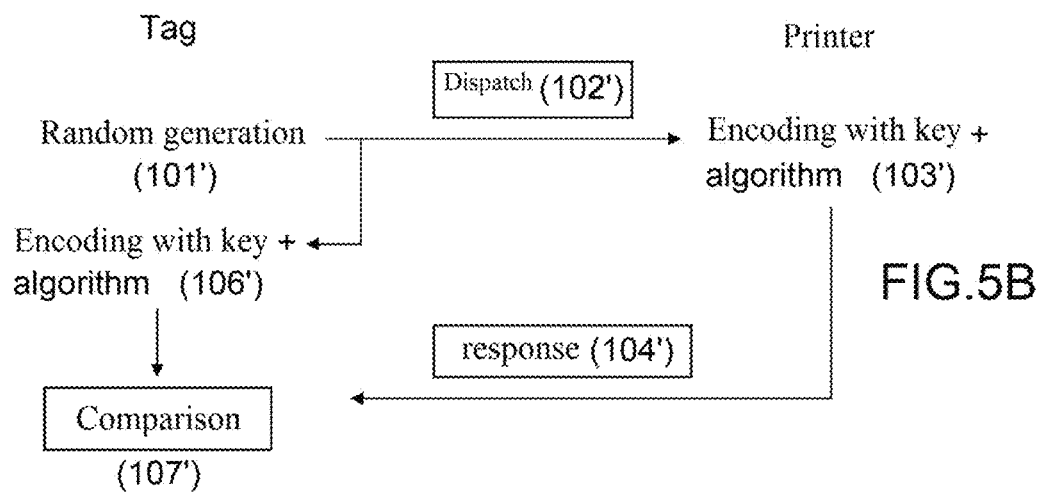 Tag
Printer
Dispatch (102')
Random generation
(101')
Encoding with key +
algorithm (103')
Encoding with key +
algorithm (106')
FIG.5B
response (104')
Comparison
(107')